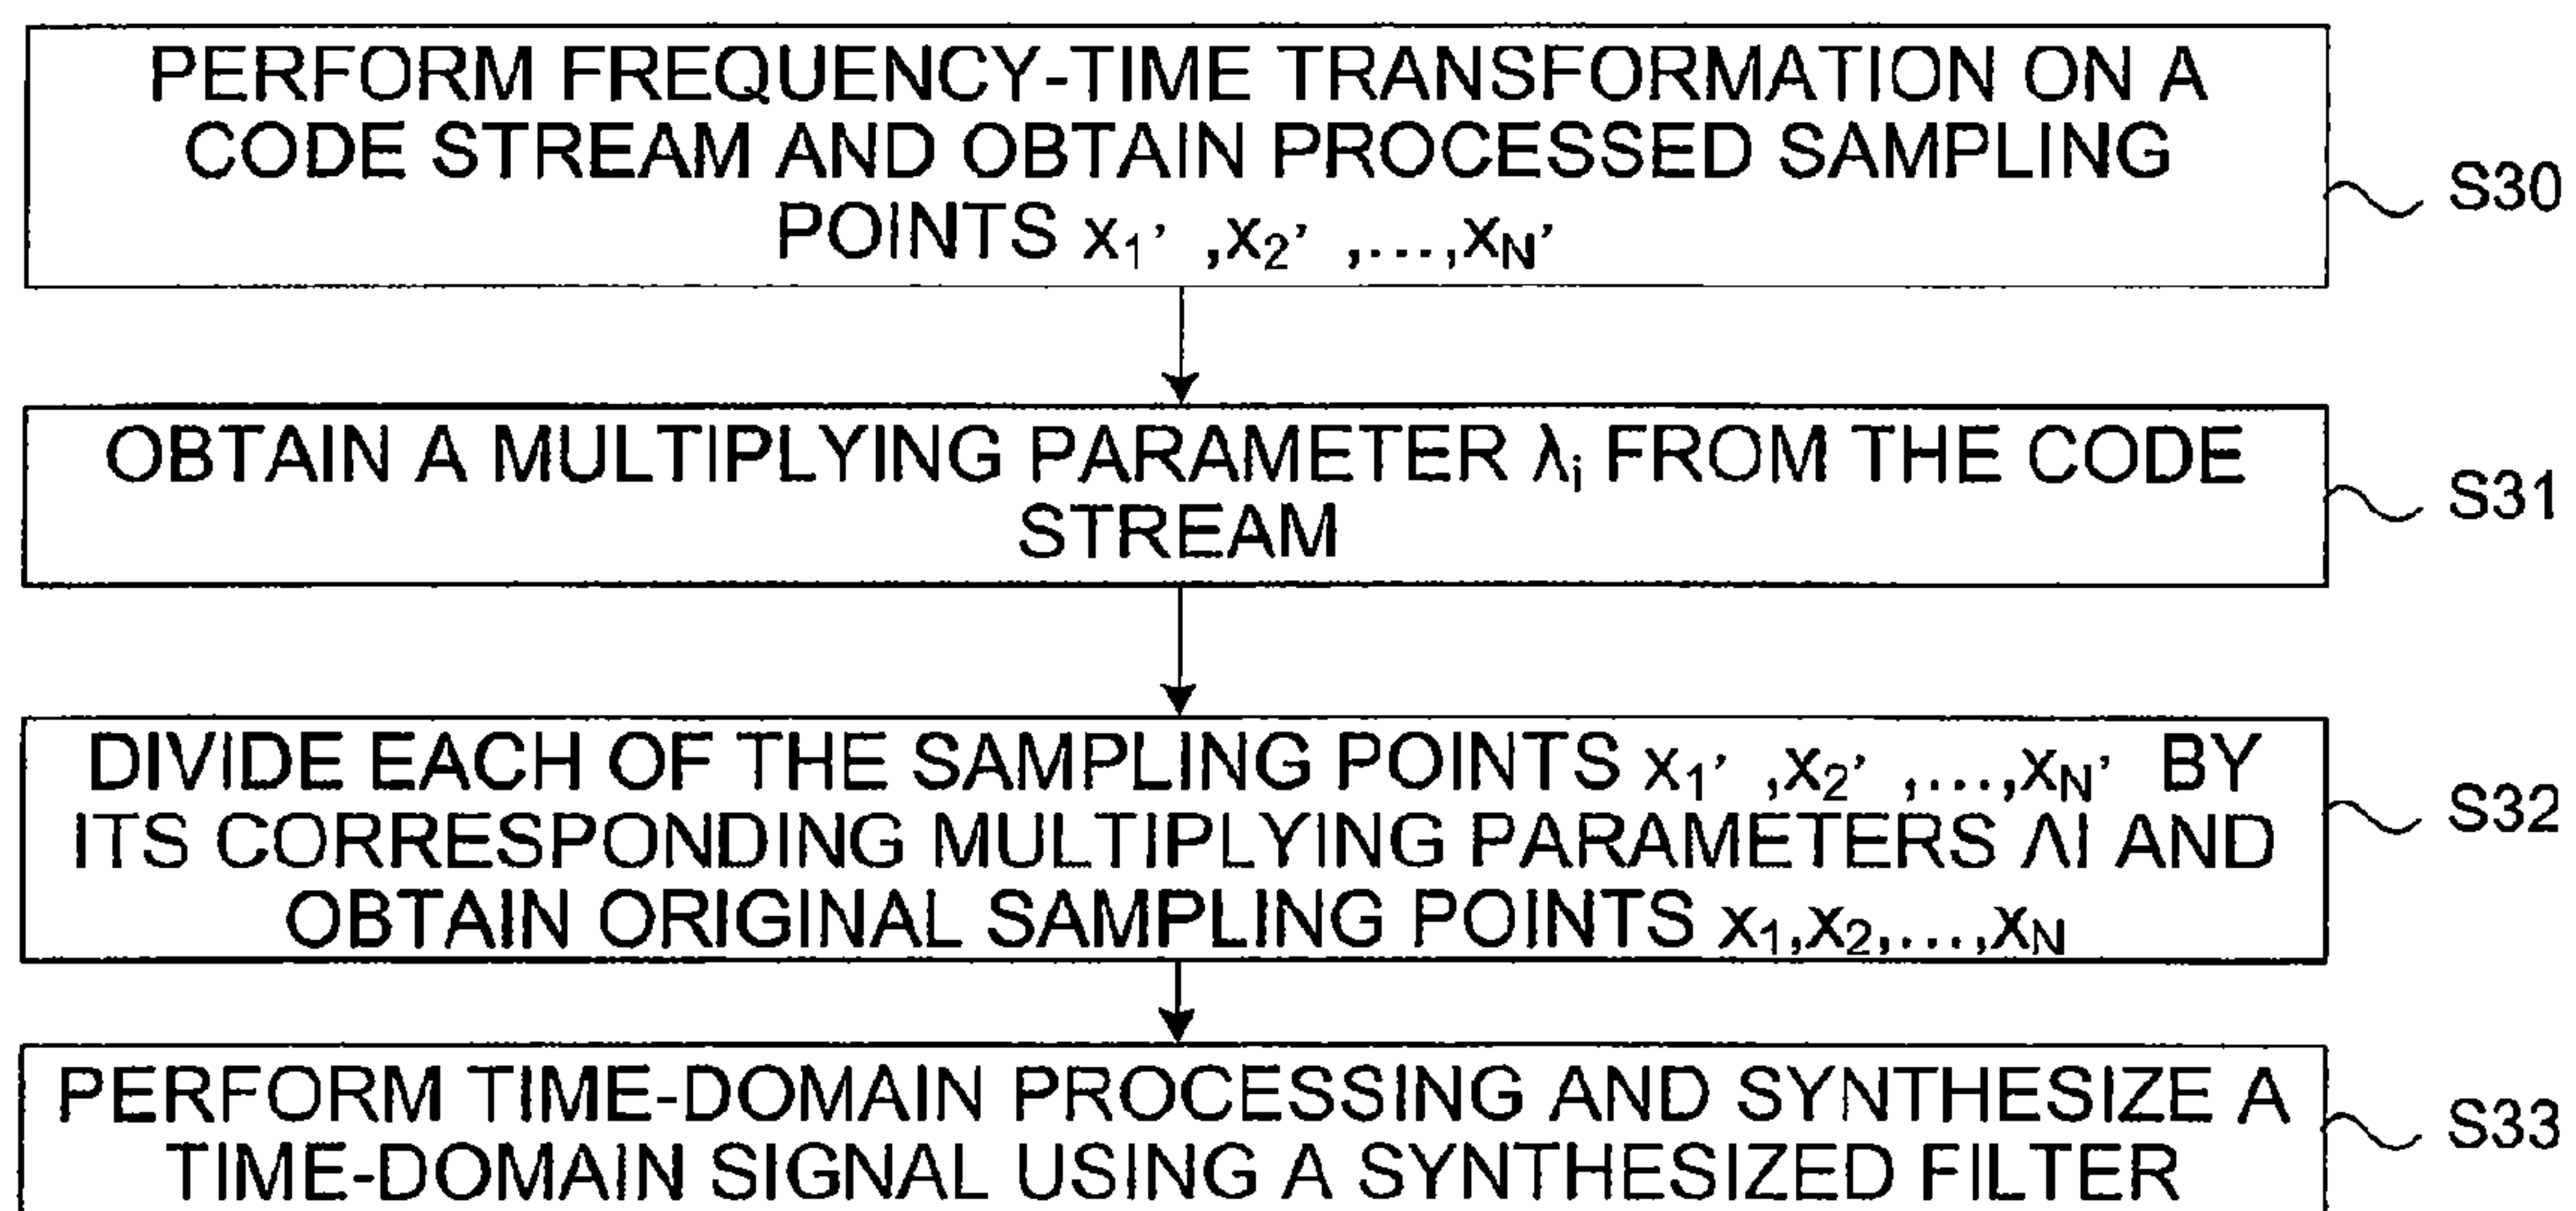 PERFORM FREQUENCY-TIME TRANSFORMATION ON A
CODE STREAM AND OBTAIN PROCESSED SAMPLING
POINTS x₁’ ,x₂’ ,...,x_N’
S30
OBTAIN A MULTIPLYING PARAMETER λᵢ FROM THE CODE
STREAM
S31
DIVIDE EACH OF THE SAMPLING POINTS x₁’ ,x₂’ ,...,x_N’ BY
ITS CORRESPONDING MULTIPLYING PARAMETERS ΛI AND
OBTAIN ORIGINAL SAMPLING POINTS x₁,x₂,...,x_N
S32
PERFORM TIME-DOMAIN PROCESSING AND SYNTHESIZE A
TIME-DOMAIN SIGNAL USING A SYNTHESIZED FILTER
S33